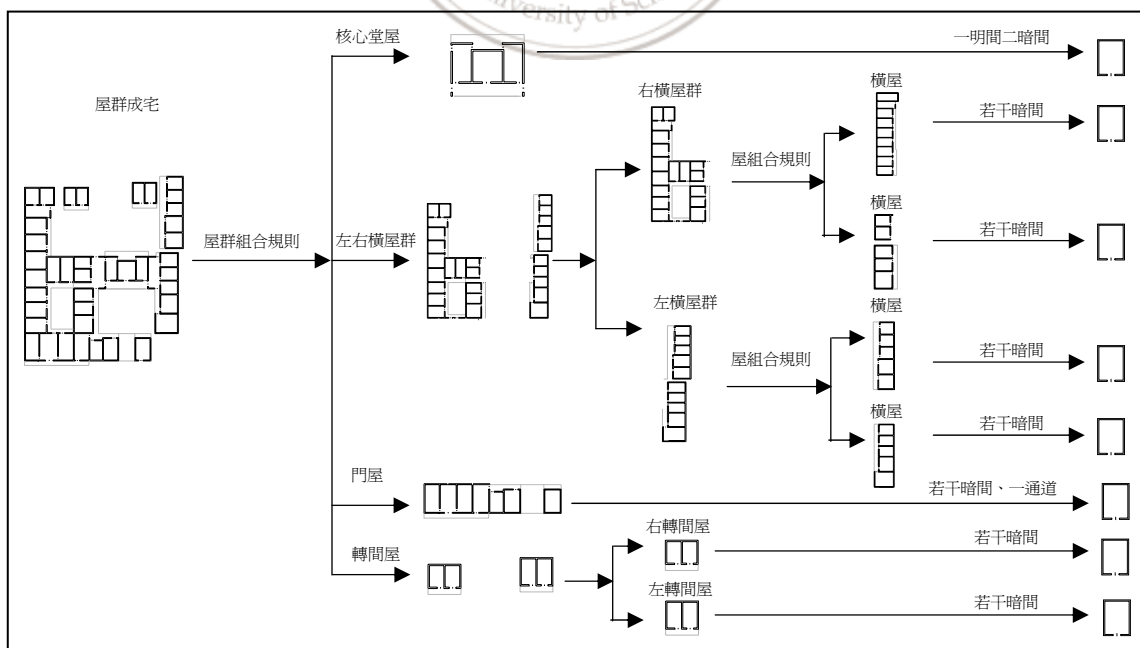 University of Sci
核心堂屋
一明間二暗間
屋群成宅
右橫屋群
橫屋
若干暗間
屋組合規則
橫屋
若干暗間
屋群組合規則
左右橫屋群
左橫屋群
橫屋
若干暗間
屋組合規則
橫屋
若干暗間
門屋
若干暗間、一通道
轉間屋
右轉間屋
若干暗間
左轉間屋
若干暗間